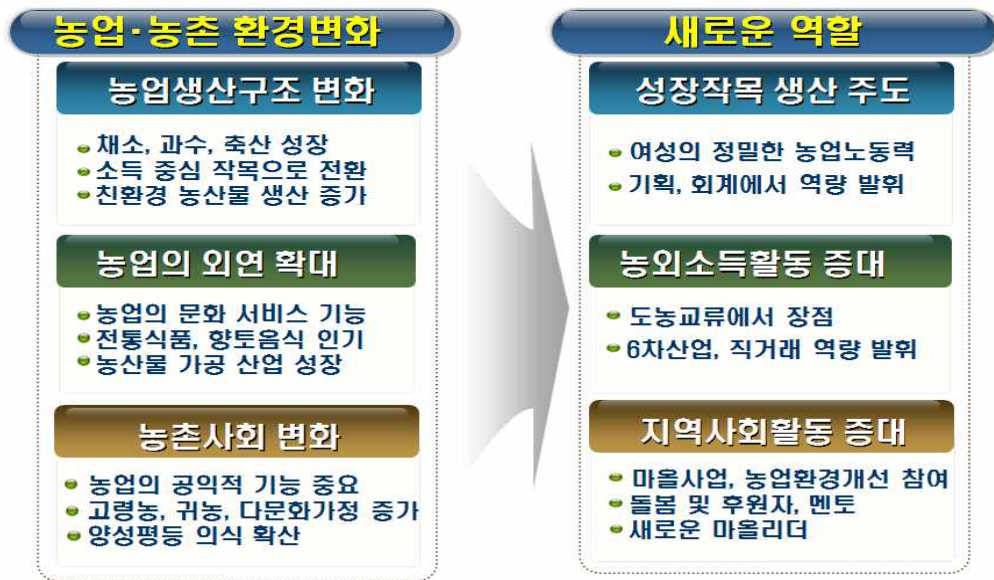 농업·농촌 환경변화
농업생산구조 변화
채소, 과수, 축산 성장
소득 중심 작목으로 전환
친환경 농산물 생산 증가
농업의 외연 확대
농업의 문화 서비스 기능
전통식품, 향토음식 인기
농산물 가공 산업 성장
농촌사회 변화
농업의 공익적 기능 중요
고령농, 귀농, 다문화가정 증가
양성평등 의식 확산
새로운 역할
성장작목 생산 주도
여성의 정밀한 농업노동력
기획, 회계에서 역량 발휘
농외소득활동 증대
도농교류에서 장점
6차산업, 직거래 역량 발휘
지역사회활동 증대
마을사업, 농업환경개선 참여
돌봄 및 후원자, 멘토
새로운 마을리더